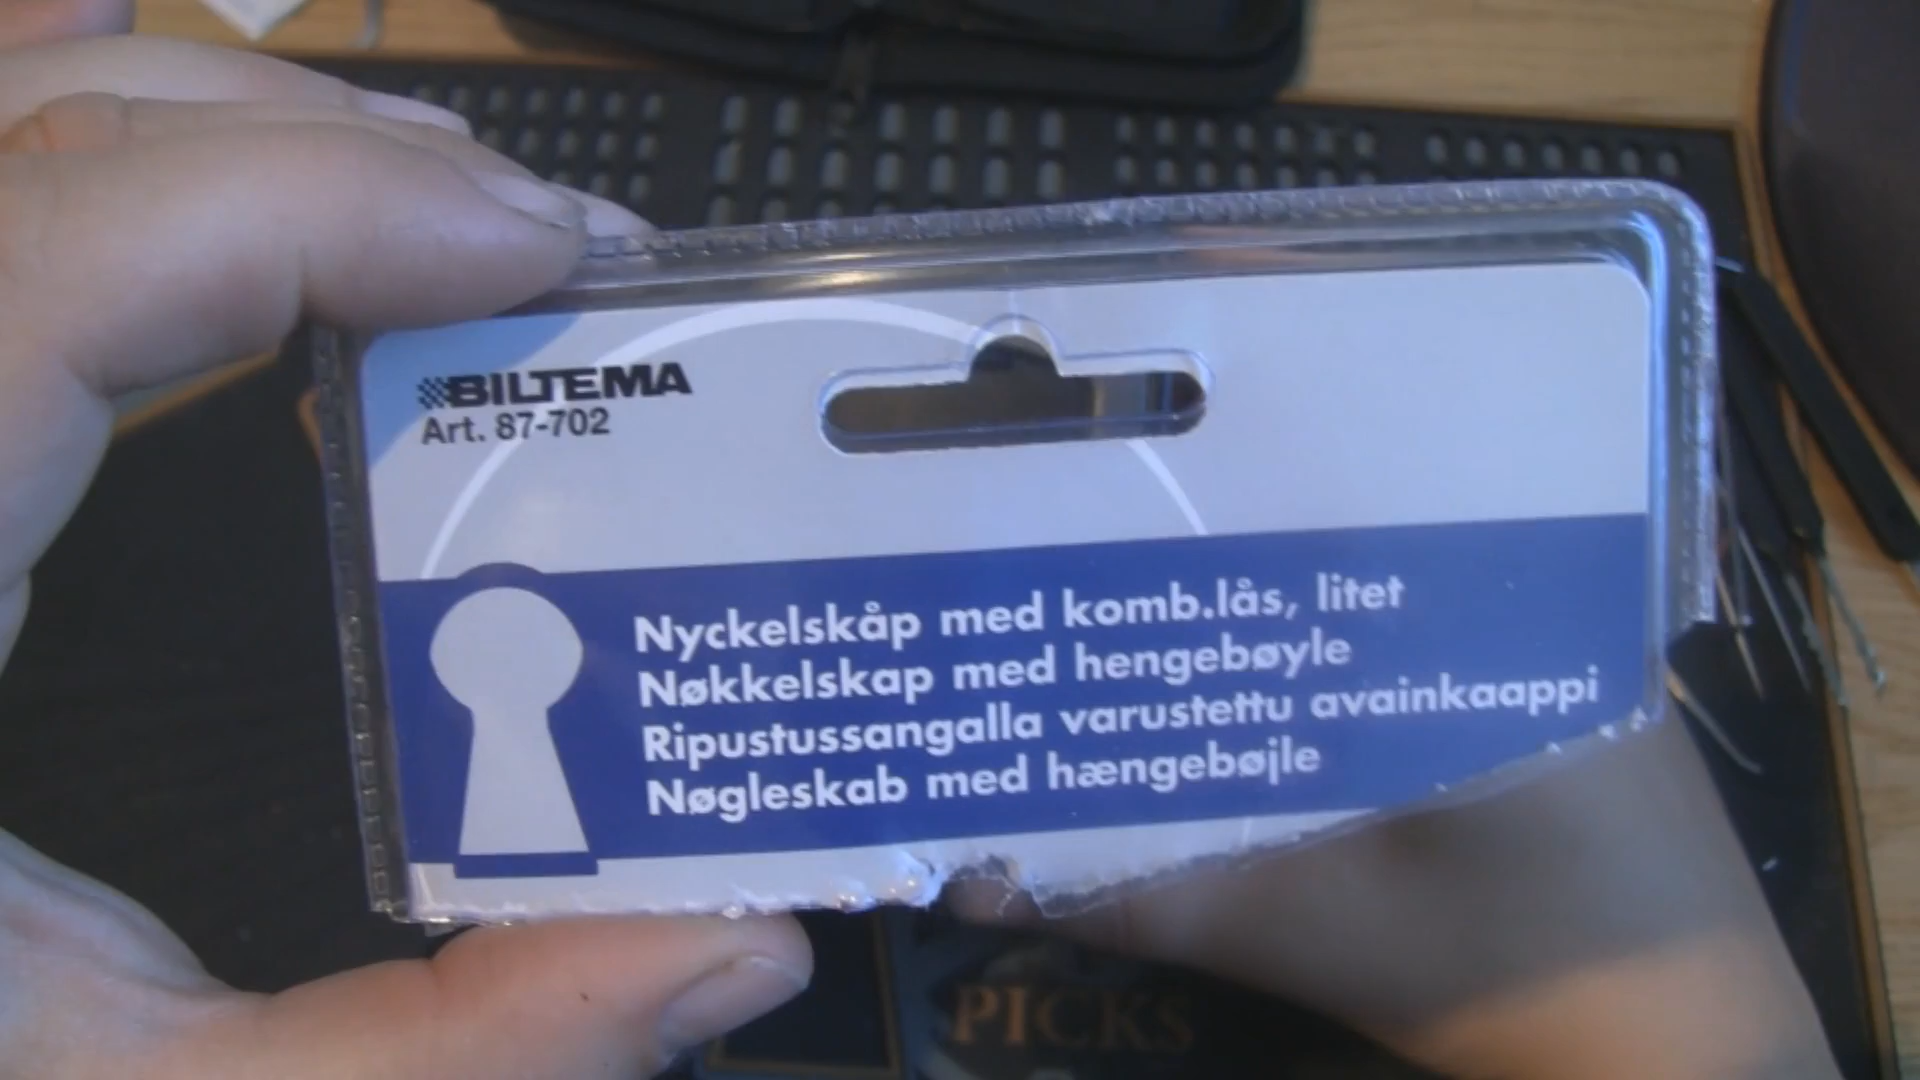 BILTEMA
Art. 87-702
Nyckelskåp med komb.lås, litet
Nøkkelskap med hengebøyle
Ripustussangalla varustettu avainkaappi
Nøgleskab med hængebøjle
PICKS